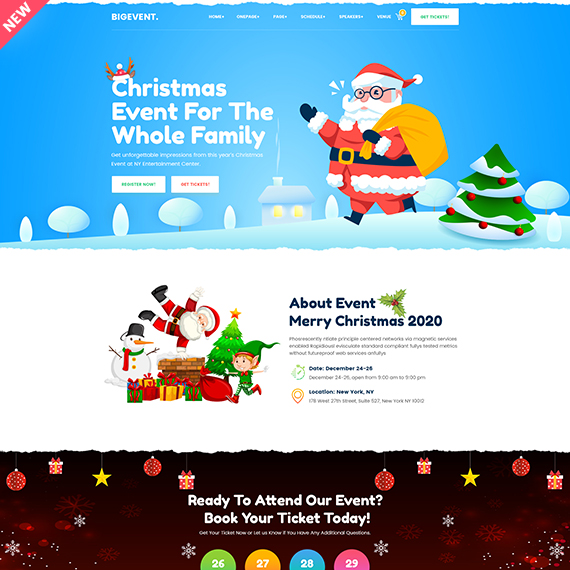 NEW
BIGEVENT.
HOME+ ONEPAGE+ PAGE+ SCHEDULE+ SPEAKERS+ VENUE
GET TICKETS!
Christmas
Event For The
Whole Family
Get unforgettable impressions from this year's Christmas
Event at NY Entertainment Center
REGISTER NOW!
GET TICKETS!
About Event
Merry Christmas 2020
Phosrescently ntiate principle centered networks via magnetic services
enabled Rapidiously evisculate standard compliant fullys tested metrics
without futureproof web services anfullys
Date: December 24-26
December 24-26, open from 9:00 am to 9:00 pm
Location: New York, NY
178 West 27th Street, Suite 527, New York NY 10012
Ready To Attend Our Event?
Book Your Ticket Today!
Get Your Ticket Now or Let us Know if You Have Any Additional Questions.
26 27 28 29